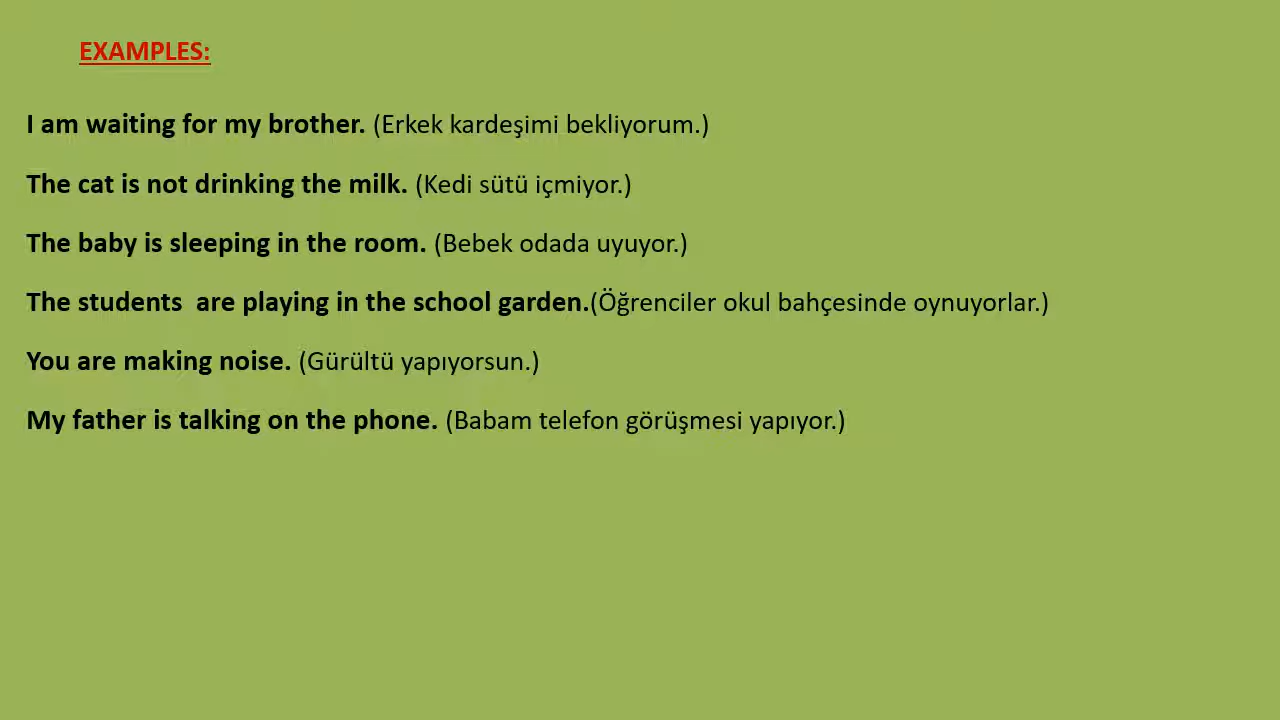 EXAMPLES:
I am waiting for my brother. (Erkek kardeşimi bekliyorum.)
The cat is not drinking the milk. (Kedi sütü içmiyor.)
The baby is sleeping in the room. (Bebek odada uyuyor.)
The students  are playing in the school garden.(Öğrenciler okul bahçesinde oynuyorlar.)
You are making noise. (Gürültü yapıyorsun.)
My father is talking on the phone. (Babam telefon görüşmesi yapıyor.)